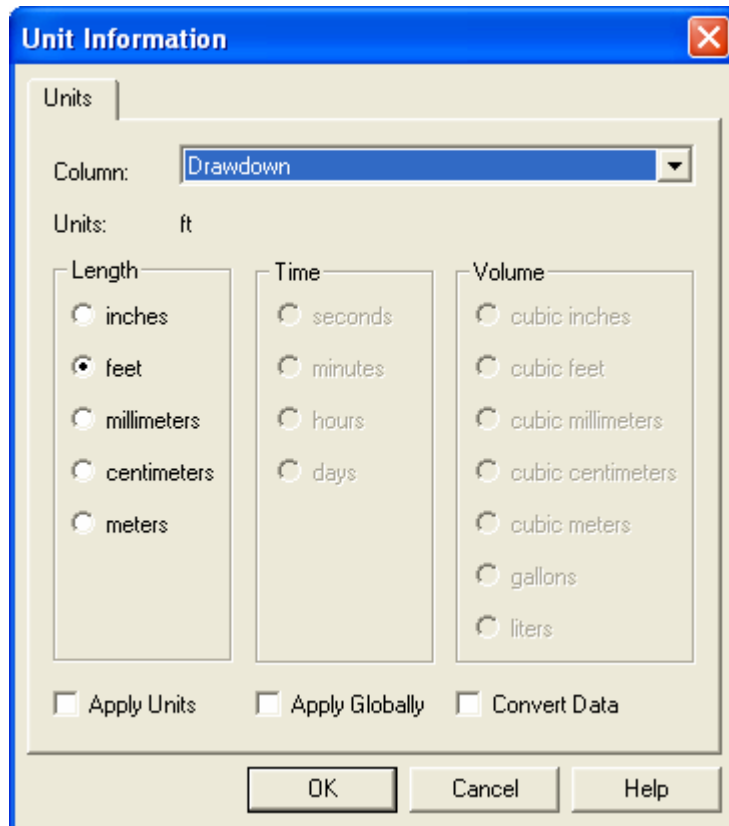 Unit Information
Units
Column:
Drawdown
Units:
ft
Length
inches
feet
millimeters
centimeters
meters
Time
seconds
minutes
hours
days
Volume
cubic inches
cubic feet
cubic millimeters
cubic centimeters
cubic meters
gallons
liters
Apply Units
Apply Globally
Convert Data
OK
Cancel
Help